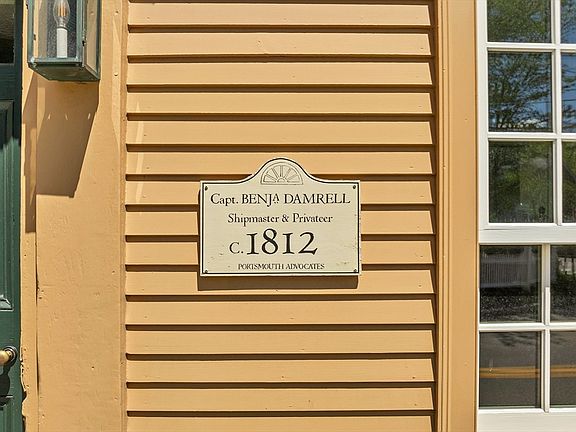 Capt. BENJA DAMRELL
Shipmaster & Privateer
C. 1812
PORTSMOUTH ADVOCATES